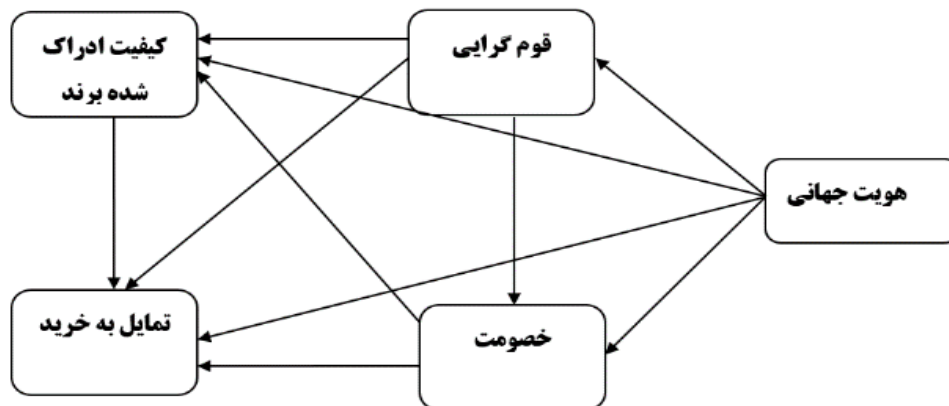 قوم گرایی
کیفیت ادراک
شده برند
هویت جهانی
خصومت
تمایل به خرید